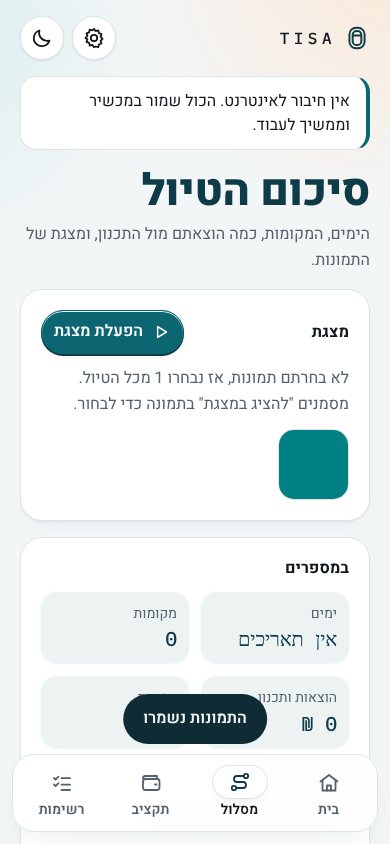 TISA
אין חיבור לאינטרנט. הכול שמור במכשיר
וממשיך לעבוד.
סיכום הטיול
הימים, המקומות, כמה הוצאתם מול התכנון, ומצגת של
התמונות.
מצגת
הפעלת מצגת
לא בחרתם תמונות, אז נבחרו 1 מכל הטיול.
מסמנים "להציג במצגת" בתמונה כדי לבחור.
במספרים
ימים
אין תאריכים
מקומות
0
הוצאות ותכנון
0 ₪
התמונות נשמרו
בית
מסלול
תקציב
רשימות